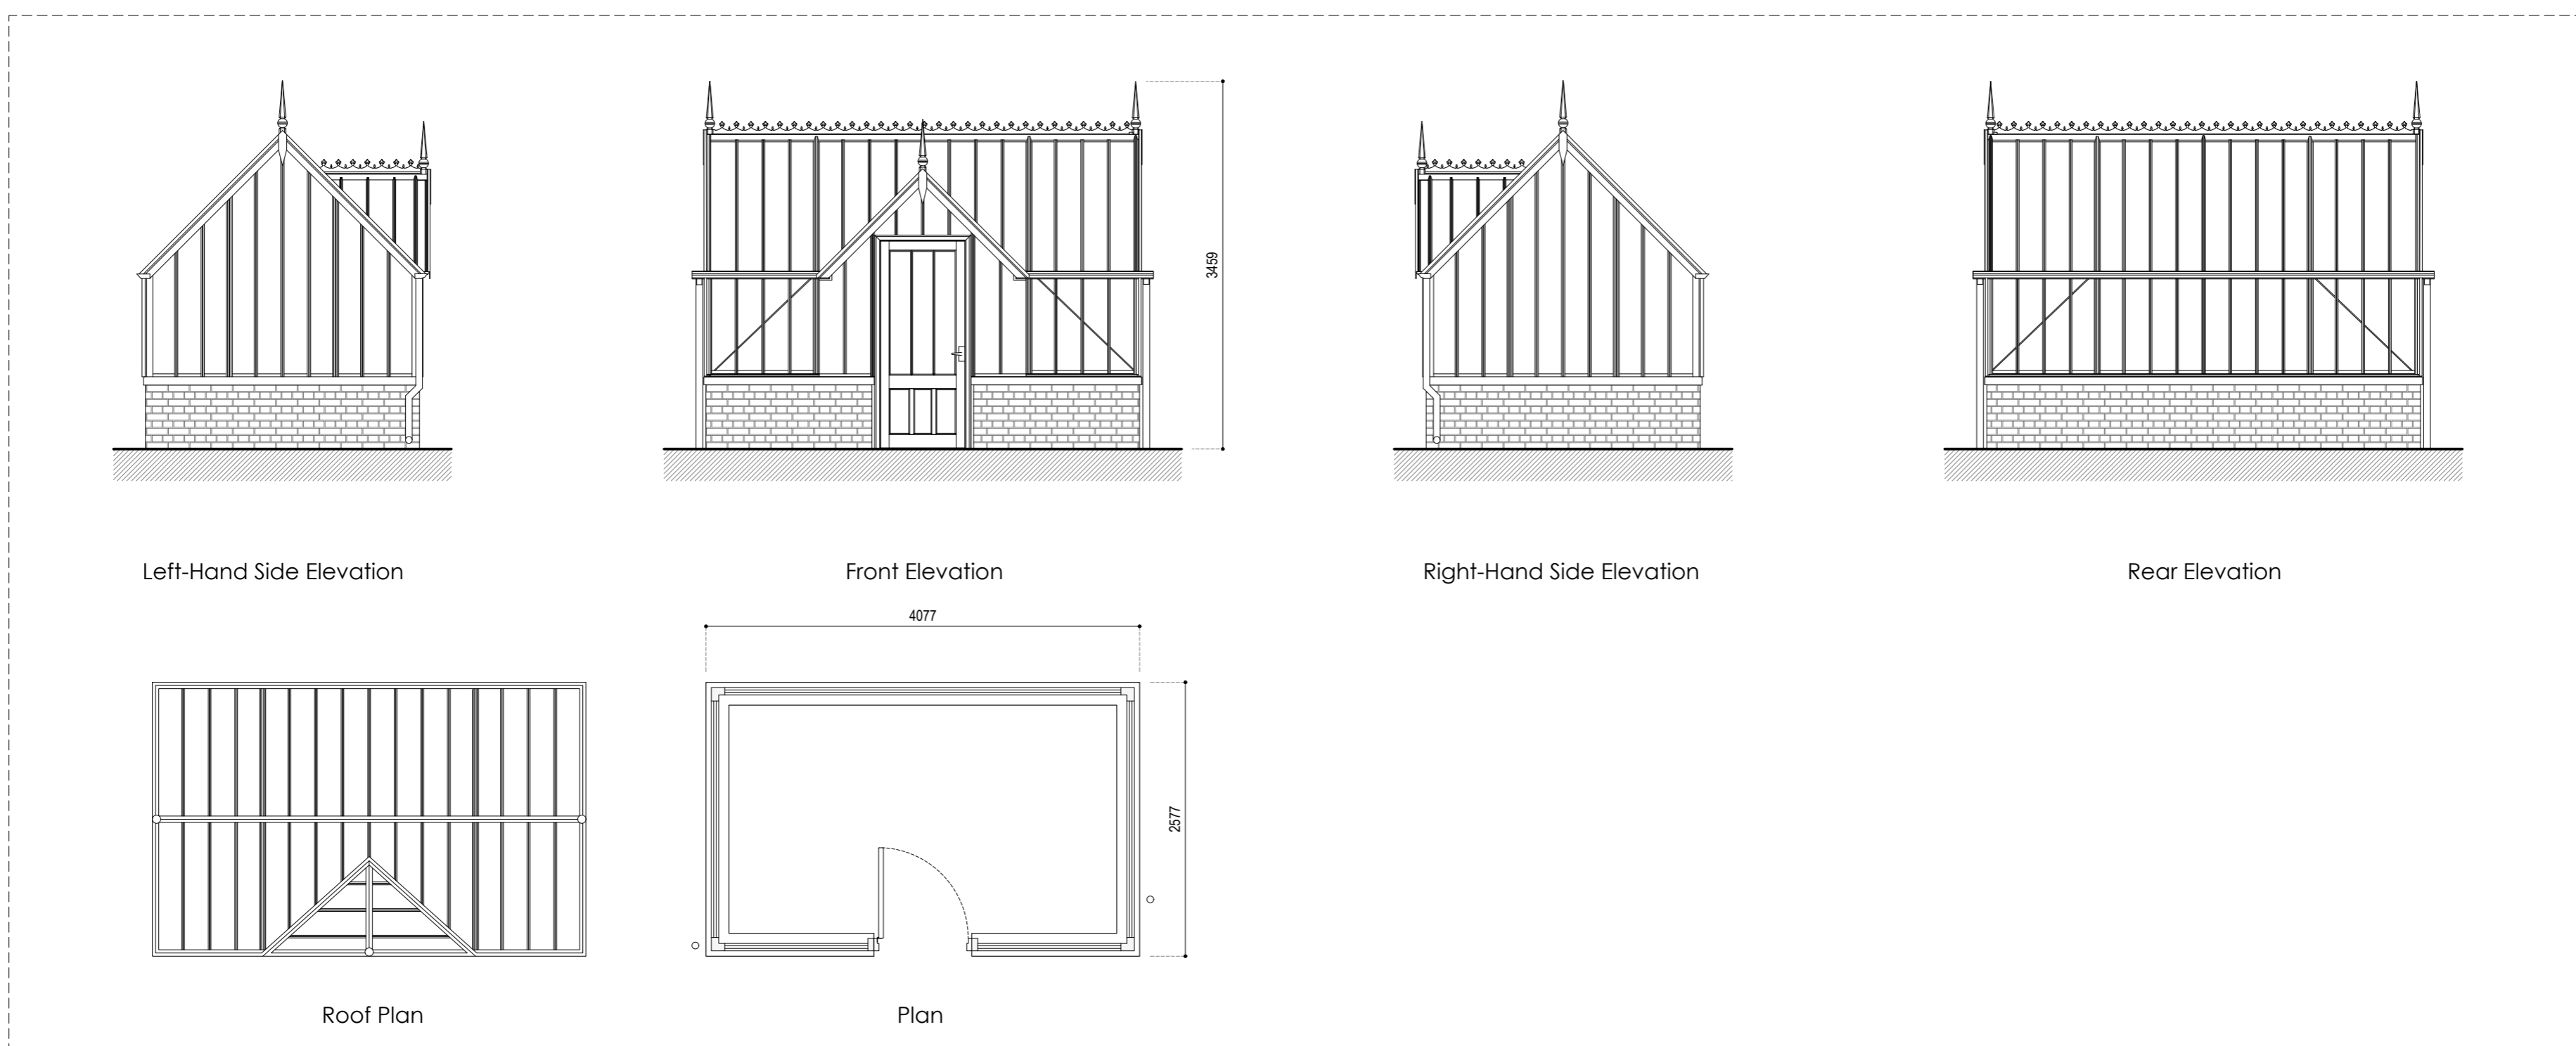 3459
Left-Hand Side Elevation
Front Elevation
Right-Hand Side Elevation
Rear Elevation
4077
2577
Roof Plan
Plan